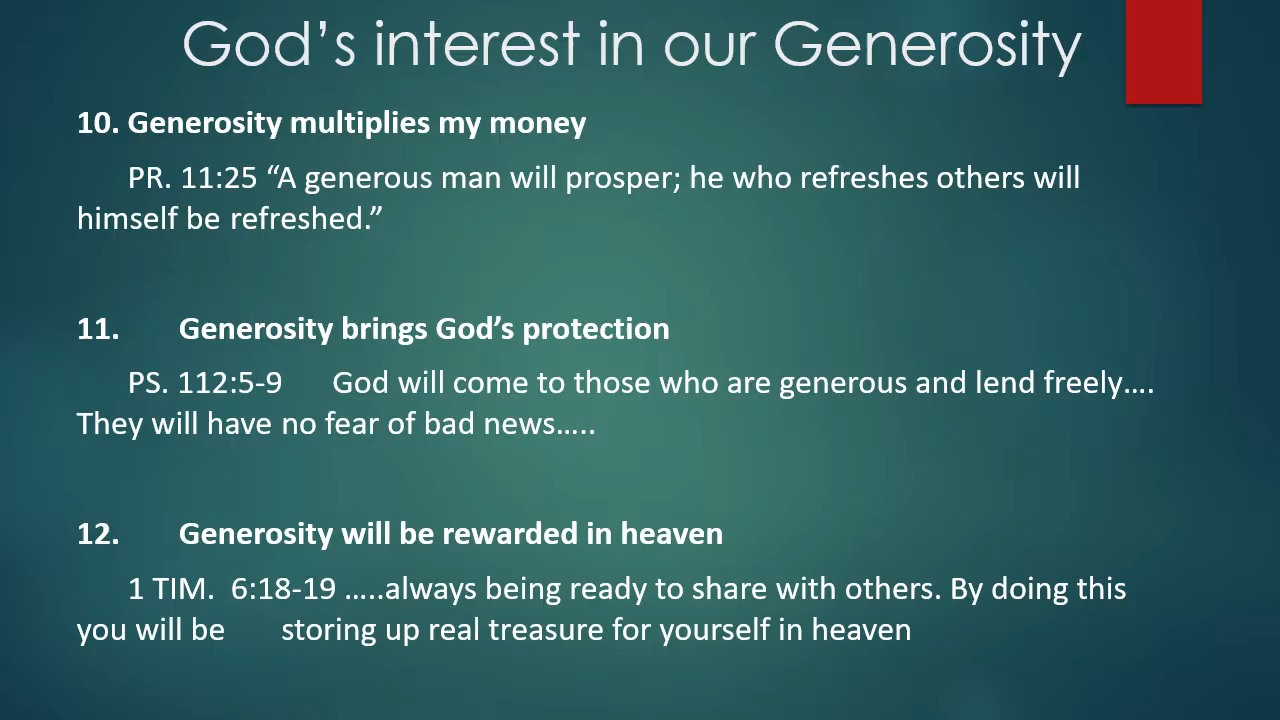 God’s interest in our Generosity
10. Generosity multiplies my money
PR. 11:25 “A generous man will prosper; he who refreshes others will
himself be refreshed.”
11. Generosity brings God’s protection
PS. 112:5-9 God will come to those who are generous and lend freely….
They will have no fear of bad news…..
12. Generosity will be rewarded in heaven
1 TIM. 6:18-19 …..always being ready to share with others. By doing this
you will be storing up real treasure for yourself in heaven